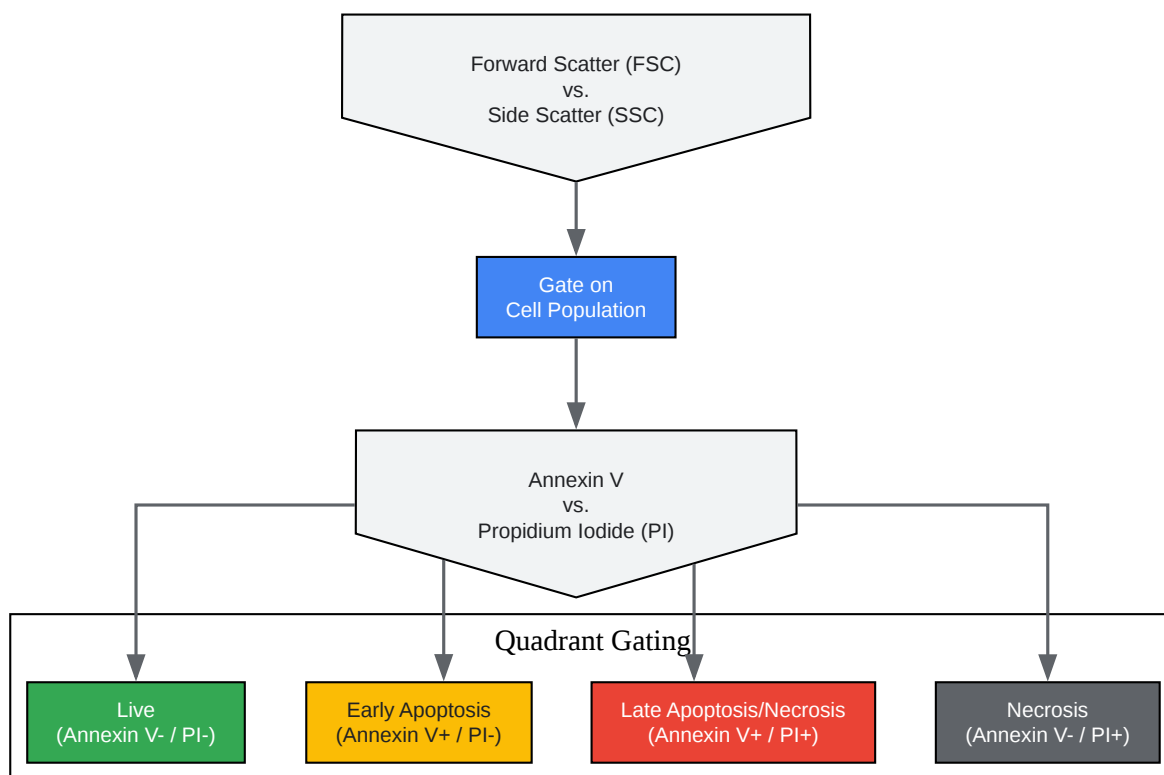 Forward Scatter (FSC)
vs.
Side Scatter (SSC)
Gate on
Cell Population
Annexin V
vs.
Propidium Iodide (PI)
Quadrant Gating
Live
(Annexin V- / PI-)
Early Apoptosis
(Annexin V+ / PI-)
Late Apoptosis/Necrosis
(Annexin V+ / PI+)
Necrosis
(Annexin V- / PI+)